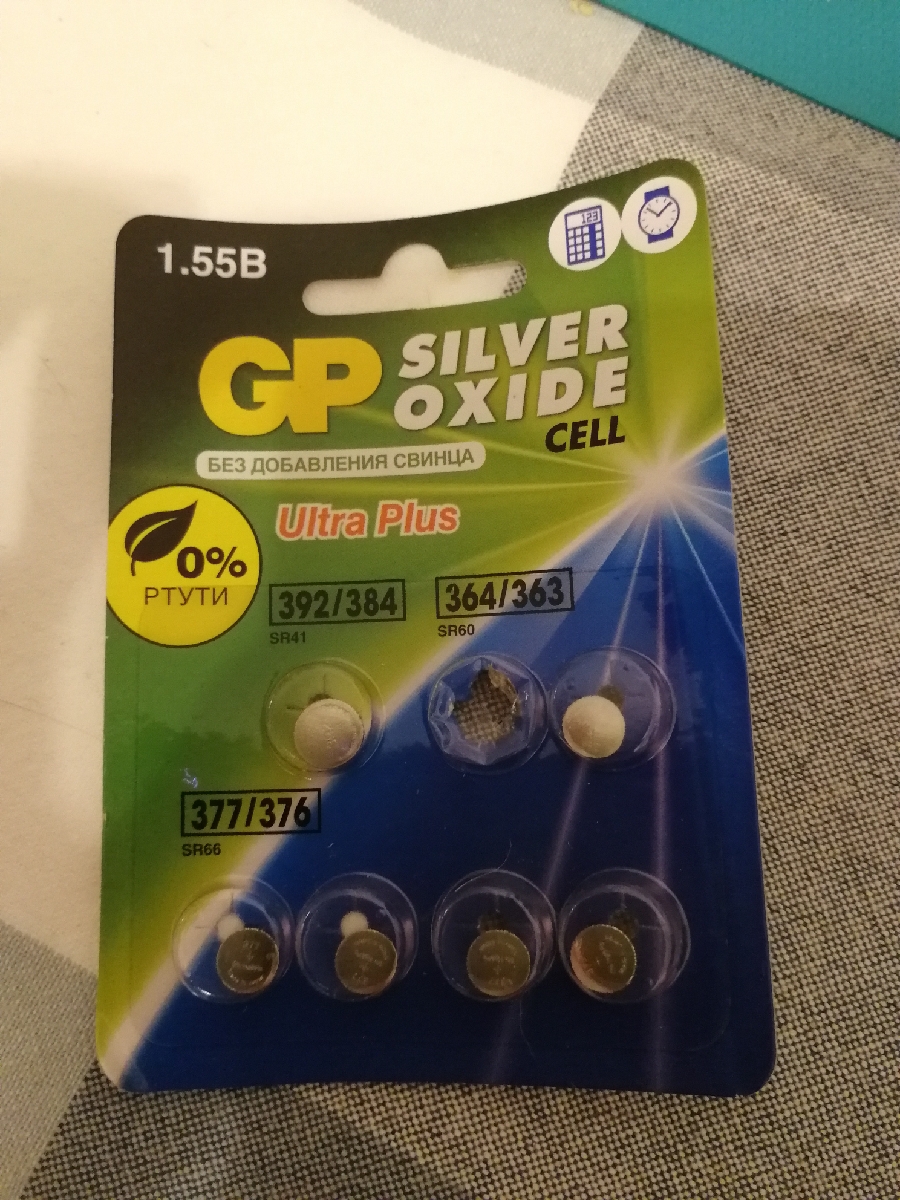 1.55В
GP SILVER
OXIDE
CELL
БЕЗ ДОБАВЛЕНИЯ СВИНЦА
Ultra Plus
0%
РТУТИ
392/384
SR41
364/363
SR60
377/376
SR66